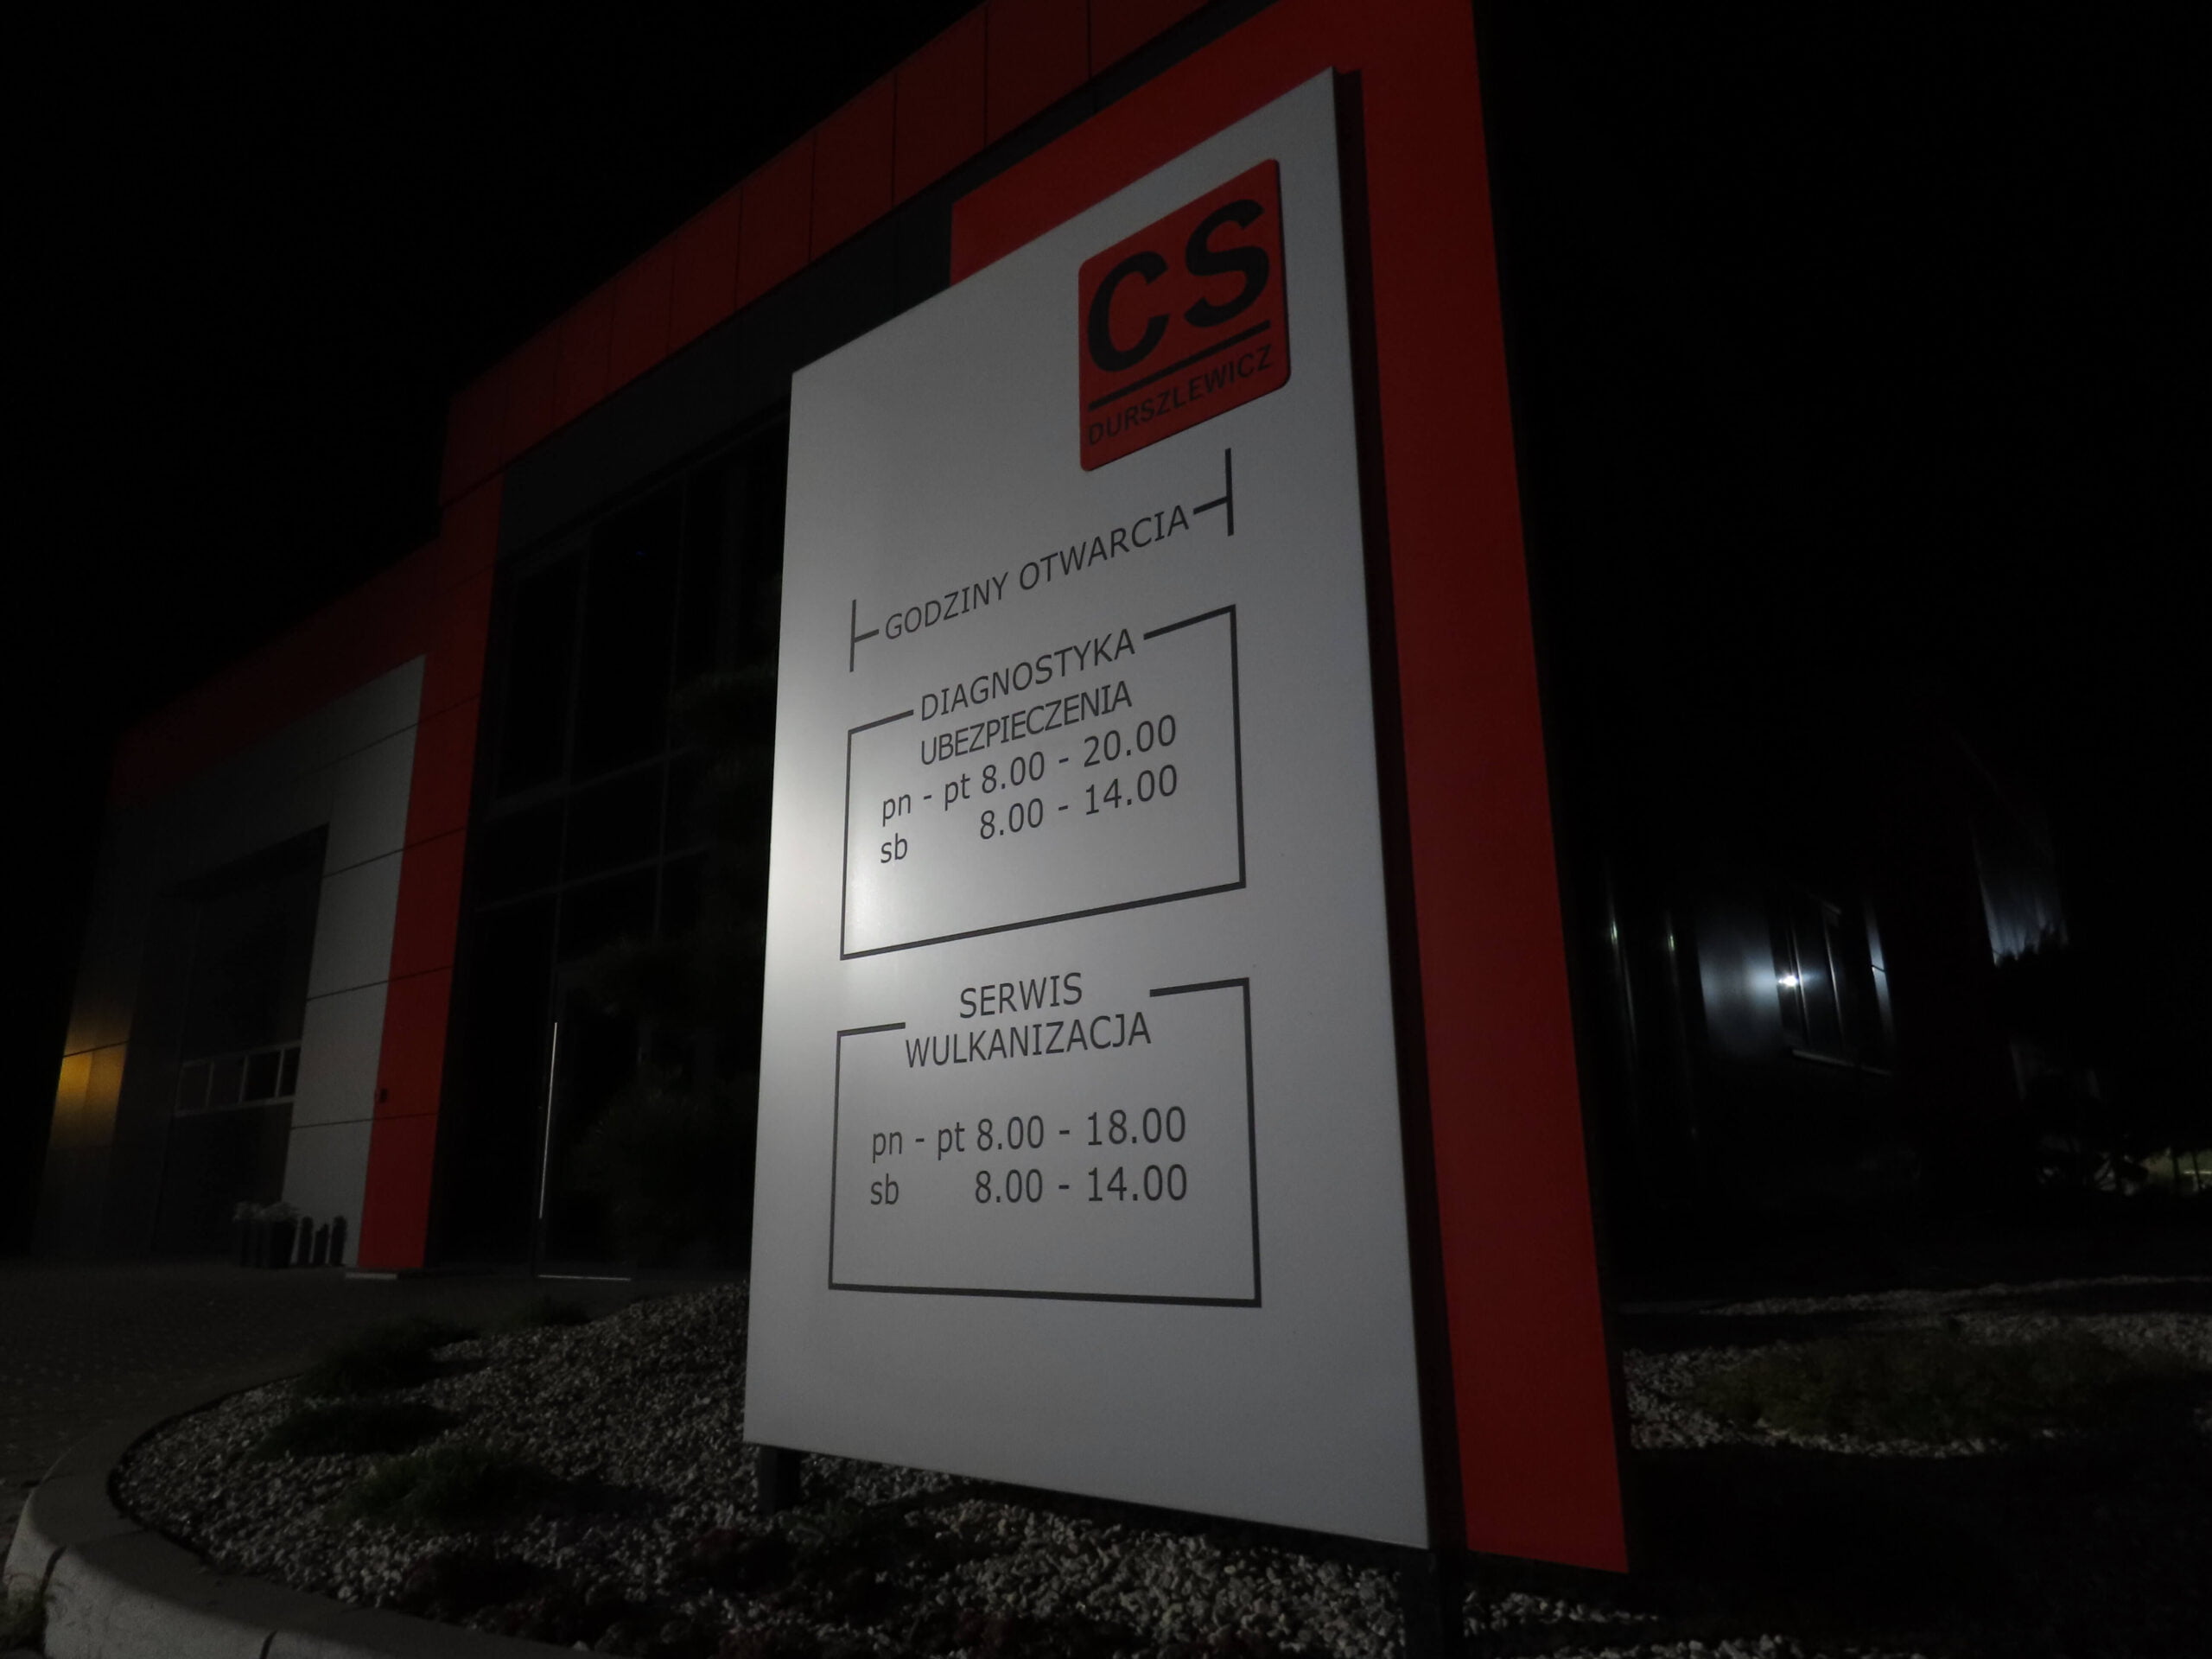 CS
DURSZLEWICZ
GODZINY OTWARCIA
DIAGNOSTYKA
UBEZPIECZENIA
pn - pt 8.00 - 20.00
sb 8.00 - 14.00
SERWIS
WULKANIZACJA
pn - pt 8.00 - 18.00
sb 8.00 - 14.00